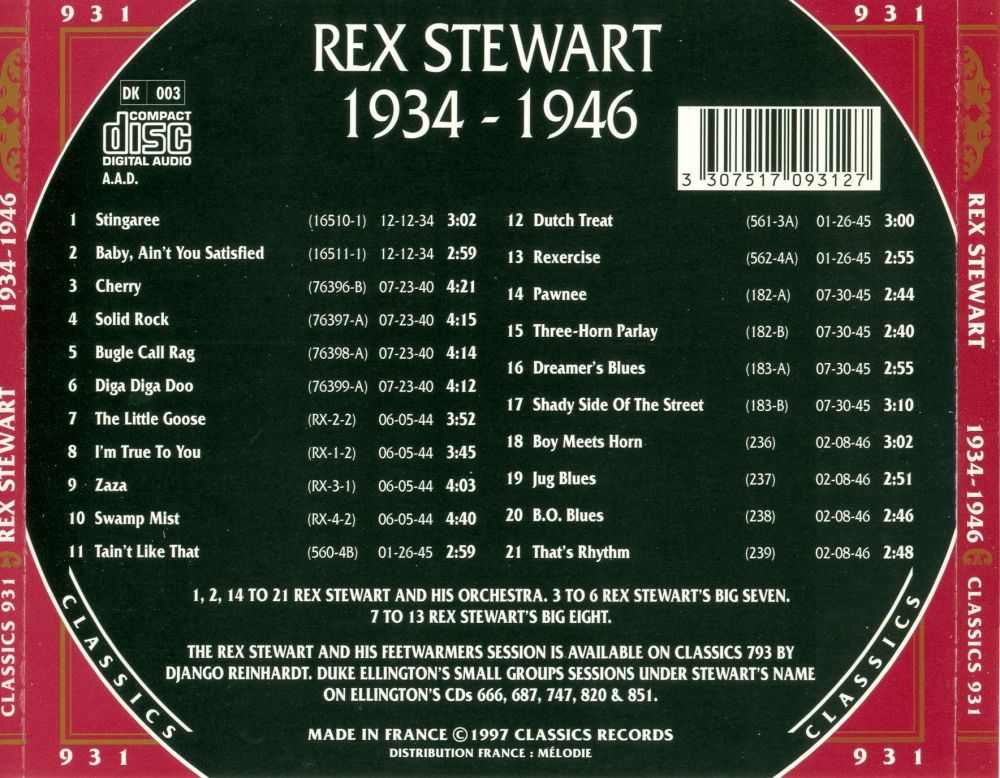 931
931
REX STEWART
1934 - 1946
DK 003
COMPACT
disc
DIGITAL AUDIO
A.A.D.
3 307517 093127
1 Stingaree (16510-1) 12-12-34 3:02
2 Baby, Ain't You Satisfied (16511-1) 12-12-34 2:59
3 Cherry (76396-B) 07-23-40 4:21
4 Solid Rock (76397-A) 07-23-40 4:15
5 Bugle Call Rag (76398-A) 07-23-40 4:14
6 Diga Diga Doo (76399-A) 07-23-40 4:12
7 The Little Goose (RX-2-2) 06-05-44 3:52
8 I'm True To You (RX-1-2) 06-05-44 3:45
9 Zaza (RX-3-1) 06-05-44 4:03
10 Swamp Mist (RX-4-2) 06-05-44 4:40
11 Tain't Like That (560-4B) 01-26-45 2:59
12 Dutch Treat (561-3A) 01-26-45 3:00
13 Rexercise (562-4A) 01-26-45 2:55
14 Pawnee (182-A) 07-30-45 2:44
15 Three-Horn Parlay (182-B) 07-30-45 2:40
16 Dreamer's Blues (183-A) 07-30-45 2:55
17 Shady Side Of The Street (183-B) 07-30-45 3:10
18 Boy Meets Horn (236) 02-08-46 3:02
19 Jug Blues (237) 02-08-46 2:51
20 B.O. Blues (238) 02-08-46 2:46
21 That's Rhythm (239) 02-08-46 2:48
1, 2, 14 TO 21 REX STEWART AND HIS ORCHESTRA. 3 TO 6 REX STEWART'S BIG SEVEN.
7 TO 13 REX STEWART'S BIG EIGHT.
THE REX STEWART AND HIS FEETWARMERS SESSION IS AVAILABLE ON CLASSICS 793 BY
DJANGO REINHARDT. DUKE ELLINGTON'S SMALL GROUPS SESSIONS UNDER STEWART'S NAME
ON ELLINGTON'S CDs 666, 687, 747, 820 & 851.
MADE IN FRANCE ©1997 CLASSICS RECORDS
DISTRIBUTION FRANCE : MÉLODIE
CLASSICS
CLASSICS
931
931
CLASSICS 931 REX STEWART 1934-1946
REX STEWART 1934-1946 CLASSICS 931